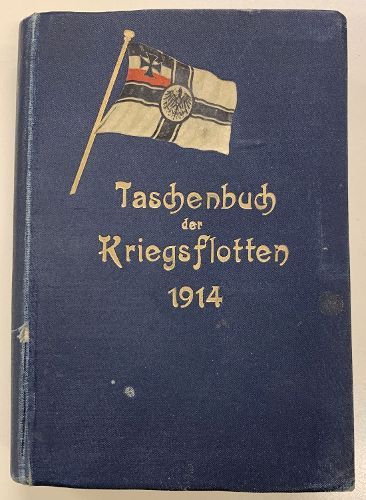 Taschenbuch
der
Kriegsflotten
1914